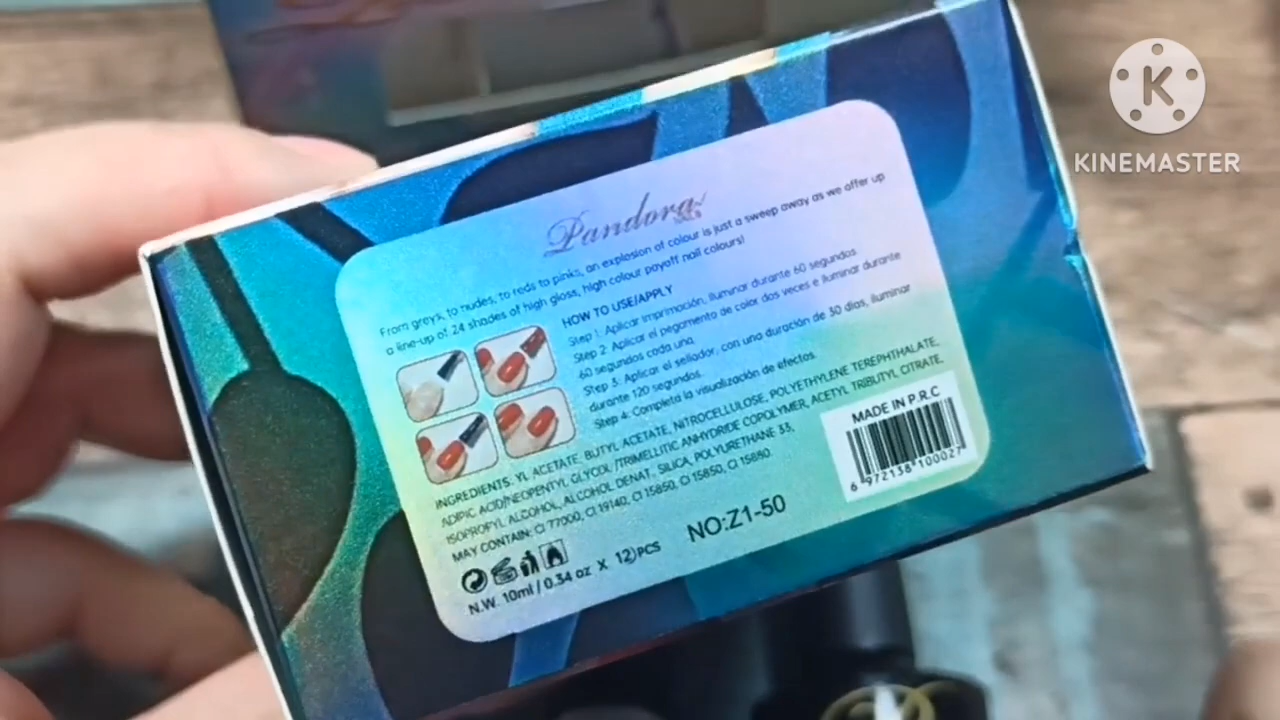 K
KINEMASTER
Pandora
From greys, to nudes, to reds to pinks, an explosion of colour is just a sweep away as we offer up
a line-up of 24 shades of high gloss, high colour payoff nail colours!
HOW TO USE/APPLY
Step 1: Aplicar imprimación, iluminar durante 60 segundos.
Step 2: Aplicar el pegamento de color dos veces e iluminar durante
60 segundos cada una.
Step 3: Aplicar el sellador, con una duración de 30 días, iluminar
durante 120 segundos.
Step 4: Completa la visualización de efectos.
INGREDIENTS: YL ACETATE, BUTYL ACETATE, NITROCELLULOSE, POLYETHYLENE TEREPHTHALATE,
ADIPIC ACID/NEOPENTYL GLYCOL /TRIMELLITIC ANHYDRIDE COPOLYMER, ACETYL TRIBUTYL CITRATE,
ISOPROPYL ALCOHOL, ALCOHOL DENAT, SILICA, POLYURETHANE 33,
MAY CONTAIN: CI 77000, CI 19140, CI 15850, CI 15850, CI 15880
MADE IN P.R.C
6 972138 100027
NO:Z1-50
N.W. 10ml / 0.34 oz X 12)PCS